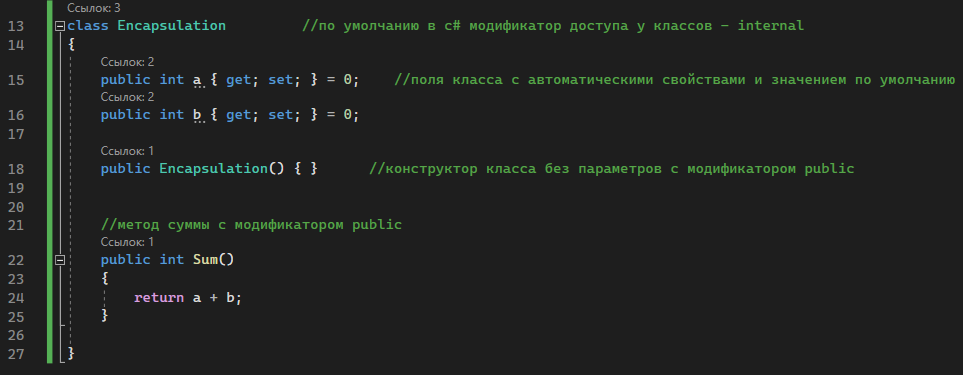 Ссылок: 3
13 class Encapsulation //по умолчанию в c# модификатор доступа у классов - internal
14 {
Ссылок: 2
15 public int a { get; set; } = 0; //поля класса с автоматическими свойствами и значением по умолчанию
Ссылок: 2
16 public int b { get; set; } = 0;
17
Ссылок: 1
18 public Encapsulation() { } //конструктор класса без параметров с модификатором public
19
20
21 //метод суммы с модификатором public
Ссылок: 1
22 public int Sum()
23 {
24 return a + b;
25 }
26
27 }